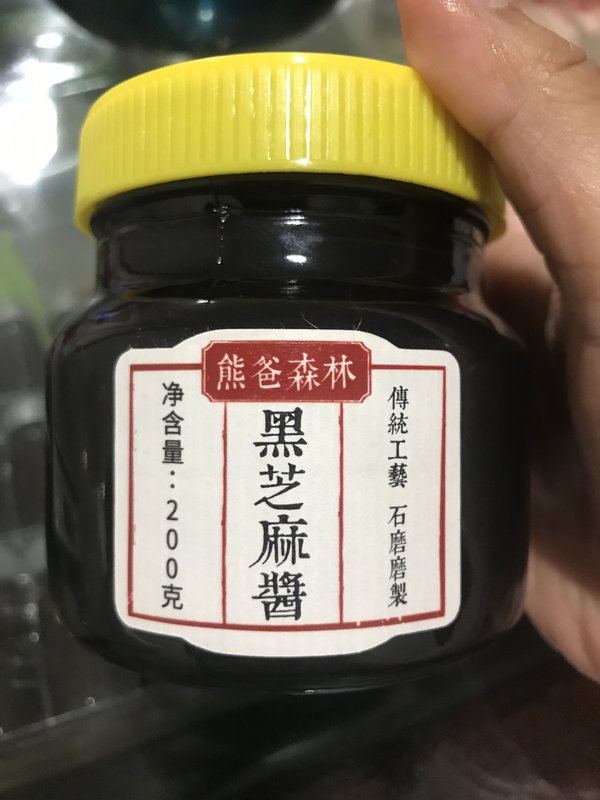 熊爸森林
傳統工藝 石磨磨製
黑芝麻醬
净含量:200克